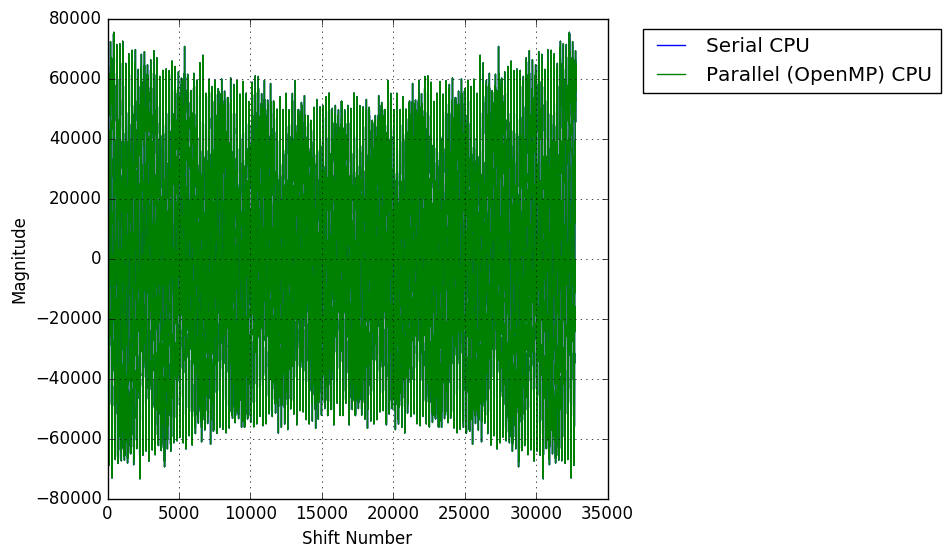 80000
60000
40000
20000
0
−20000
−40000
−60000
−80000
Magnitude
0 5000 10000 15000 20000 25000 30000 35000
Shift Number
Serial CPU
Parallel (OpenMP) CPU